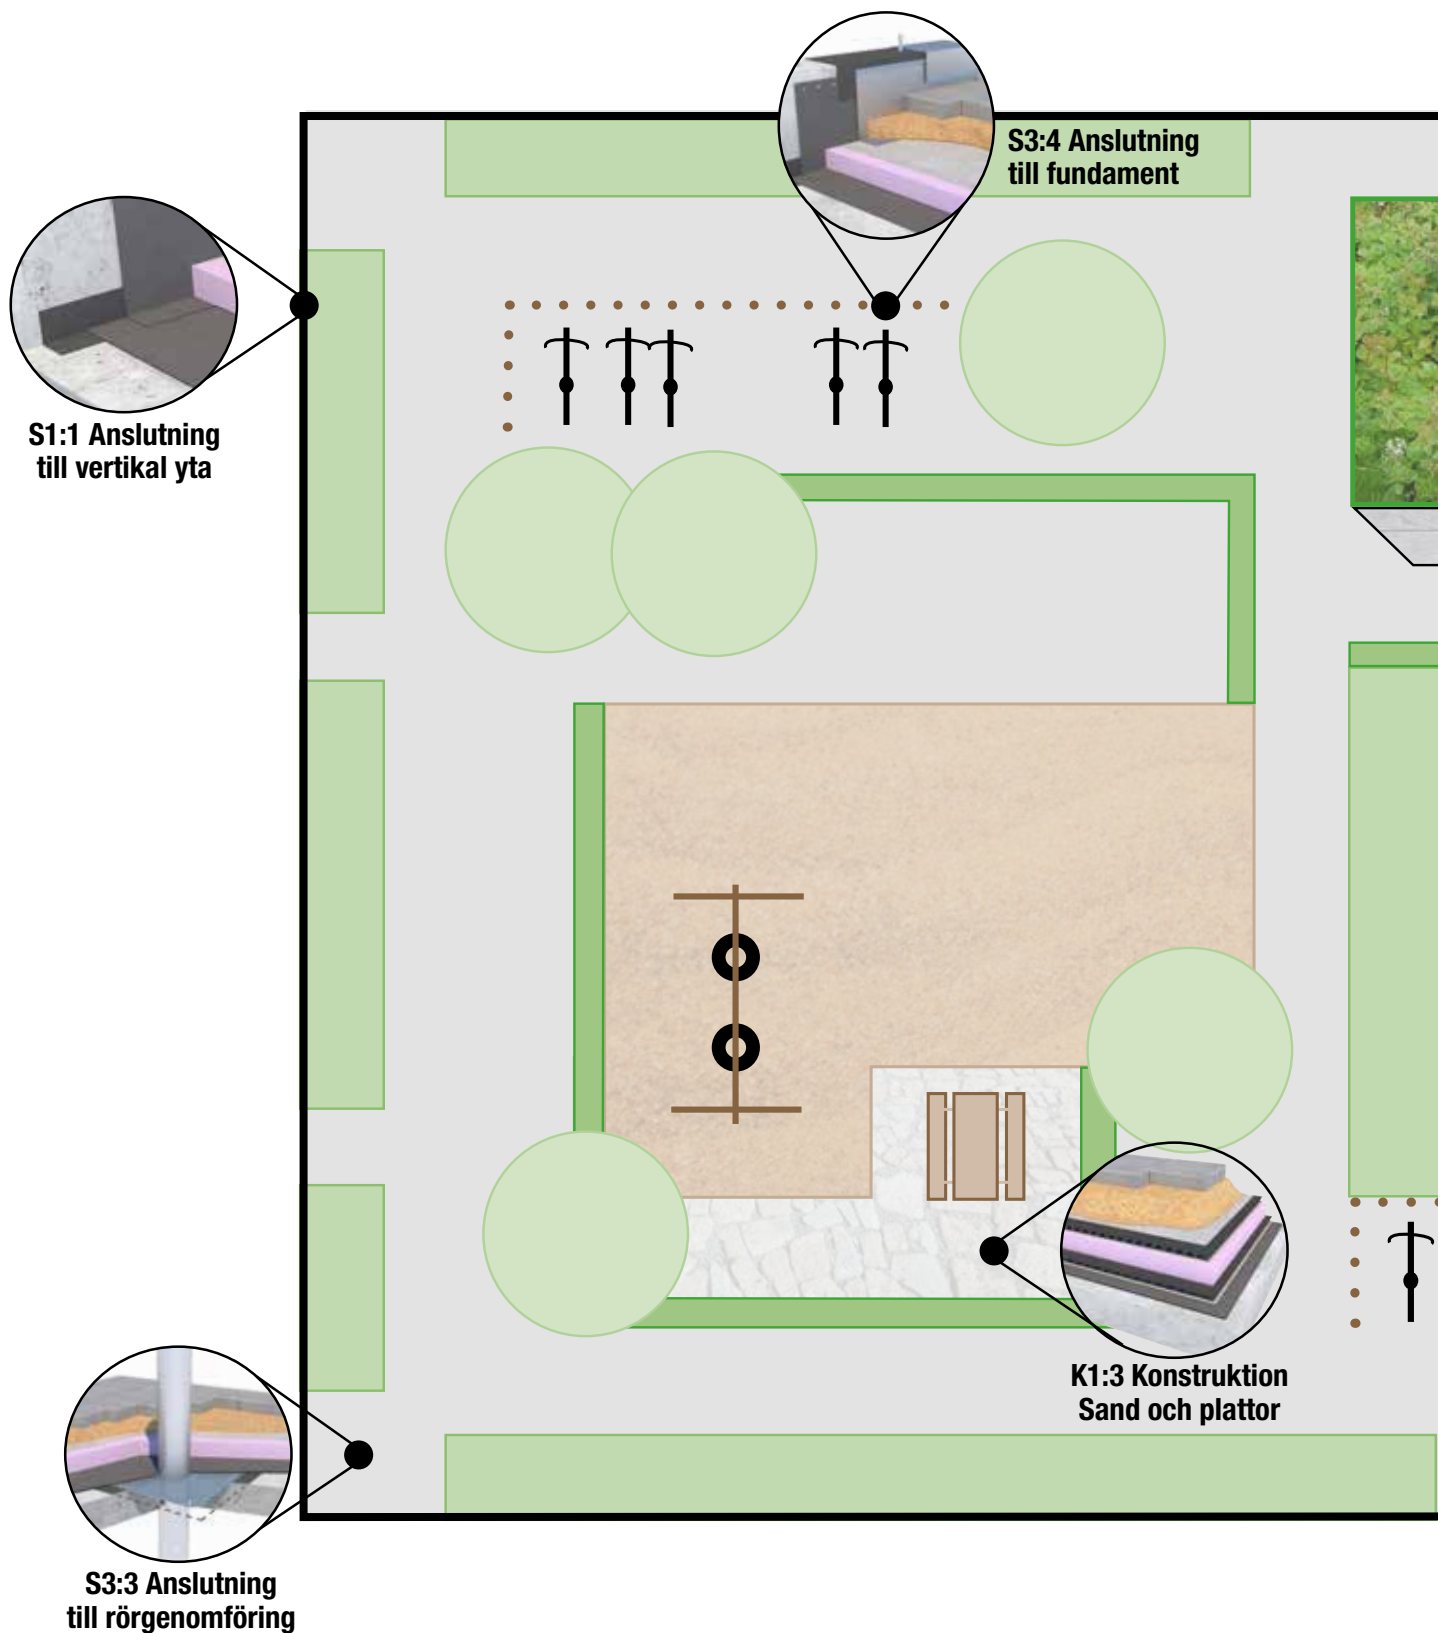 S3:4 Anslutning
till fundament
S1:1 Anslutning
till vertikal yta
K1:3 Konstruktion
Sand och plattor
S3:3 Anslutning
till rörgenomföring